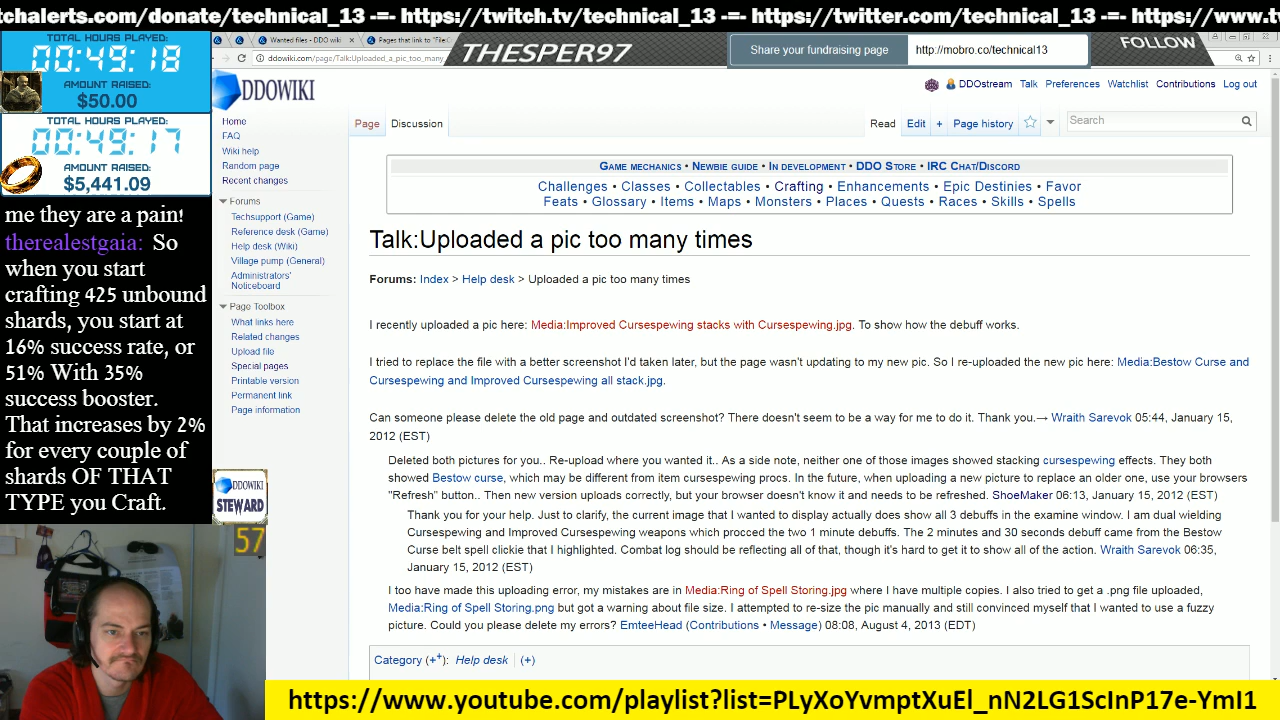 tchalerts.com/donate/technical_13 -=- https://twitch.tv/technical_13 -=- https://twitter.com/technical_13 -=- https://www.t
TOTAL HOURS PLAYED:
00:49:18
AMOUNT RAISED:
$50.00
TOTAL HOURS PLAYED:
00:49:17
AMOUNT RAISED:
$5,441.09
Wanted files - DDO wiki
Pages that link to "File:
ddowiki.com/page/Talk:Uploaded_a_pic_too_many
THESPER97
Share your fundraising page
http://mobro.co/technical13
FOLLOW
DDOWIKI
DDOstream Talk Preferences Watchlist Contributions Log out
Page Discussion
Read Edit + Page history
Search
Home
FAQ
Wiki help
Random page
Recent changes
Forums
Techsupport (Game)
Reference desk (Game)
Help desk (Wiki)
Village pump (General)
Administrators'
Noticeboard
Page Toolbox
What links here
Related changes
Upload file
Special pages
Printable version
Permanent link
Page information
DDOWIKI
STEWARD
Game mechanics • Newbie guide • In development • DDO Store • IRC Chat/Discord
Challenges • Classes • Collectables • Crafting • Enhancements • Epic Destinies • Favor
Feats • Glossary • Items • Maps • Monsters • Places • Quests • Races • Skills • Spells
Talk:Uploaded a pic too many times
Forums: Index > Help desk > Uploaded a pic too many times
I recently uploaded a pic here: Media:Improved Cursespewing stacks with Cursespewing.jpg. To show how the debuff works.
I tried to replace the file with a better screenshot I'd taken later, but the page wasn't updating to my new pic. So I re-uploaded the new pic here: Media:Bestow Curse and
Cursespewing and Improved Cursespewing all stack.jpg.
Can someone please delete the old page and outdated screenshot? There doesn't seem to be a way for me to do it. Thank you.→ Wraith Sarevok 05:44, January 15,
2012 (EST)
Deleted both pictures for you.. Re-upload where you wanted it.. As a side note, neither one of those images showed stacking cursespewing effects. They both
showed Bestow curse, which may be different from item cursespewing procs. In the future, when uploading a new picture to replace an older one, use your browsers
"Refresh" button.. Then new version uploads correctly, but your browser doesn't know it and needs to be refreshed. ShoeMaker 06:13, January 15, 2012 (EST)
Thank you for your help. Just to clarify, the current image that I wanted to display actually does show all 3 debuffs in the examine window. I am dual wielding
Cursespewing and Improved Cursespewing weapons which procced the two 1 minute debuffs. The 2 minutes and 30 seconds debuff came from the Bestow
Curse belt spell clickie that I highlighted. Combat log should be reflecting all of that, though it's hard to get it to show all of the action. Wraith Sarevok 06:35,
January 15, 2012 (EST)
I too have made this uploading error, my mistakes are in Media:Ring of Spell Storing.jpg where I have multiple copies. I also tried to get a .png file uploaded,
Media:Ring of Spell Storing.png but got a warning about file size. I attempted to re-size the pic manually and still convinced myself that I wanted to use a fuzzy
picture. Could you please delete my errors? EmteeHead (Contributions • Message) 08:08, August 4, 2013 (EDT)
Category (++): Help desk (+)
me they are a pain!
therealestgaia: So
when you start
crafting 425 unbound
shards, you start at
16% success rate, or
51% With 35%
success booster.
That increases by 2%
for every couple of
shards OF THAT
TYPE you Craft.
57
https://www.youtube.com/playlist?list=PLyXoYvmptXuEl_nN2LG1ScInP17e-YmI1